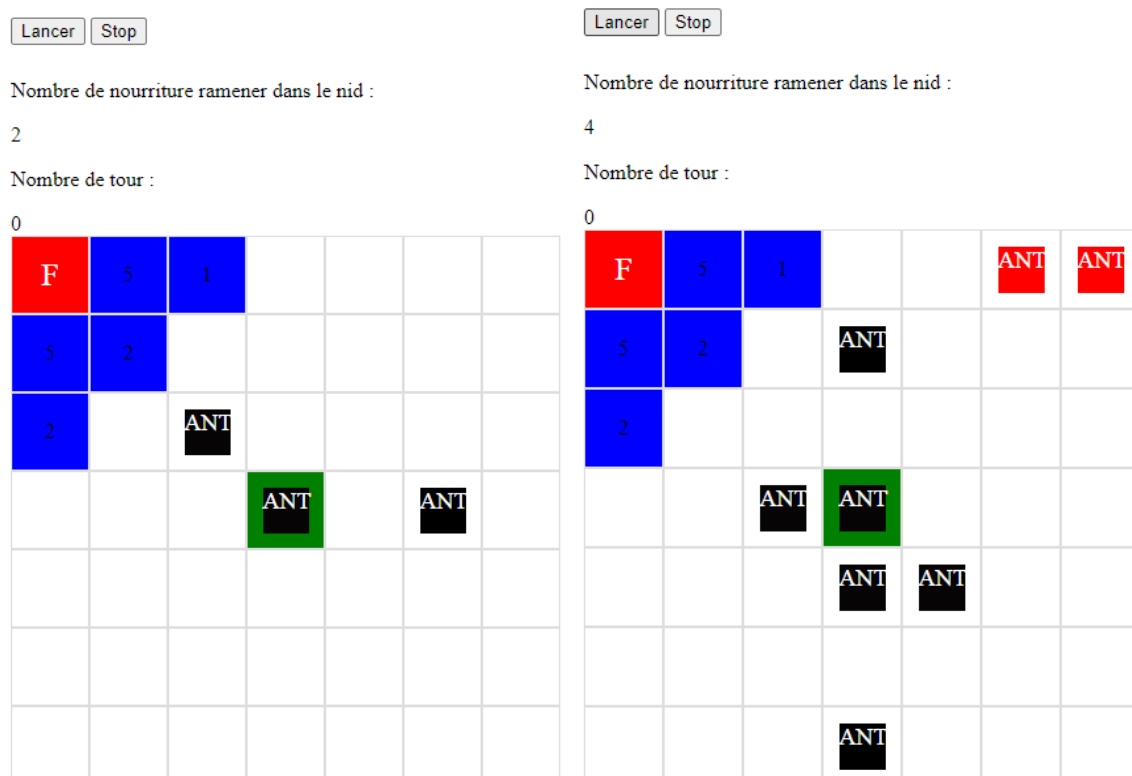 Lancer Stop
Nombre de nourriture ramener dans le nid :
2
Nombre de tour :
0
F 5 1
5 2
2 ANT
ANT ANT
Lancer Stop
Nombre de nourriture ramener dans le nid :
4
Nombre de tour :
0
F 5 1 ANT ANT
5 2 ANT
2
ANT ANT
ANT ANT
ANT